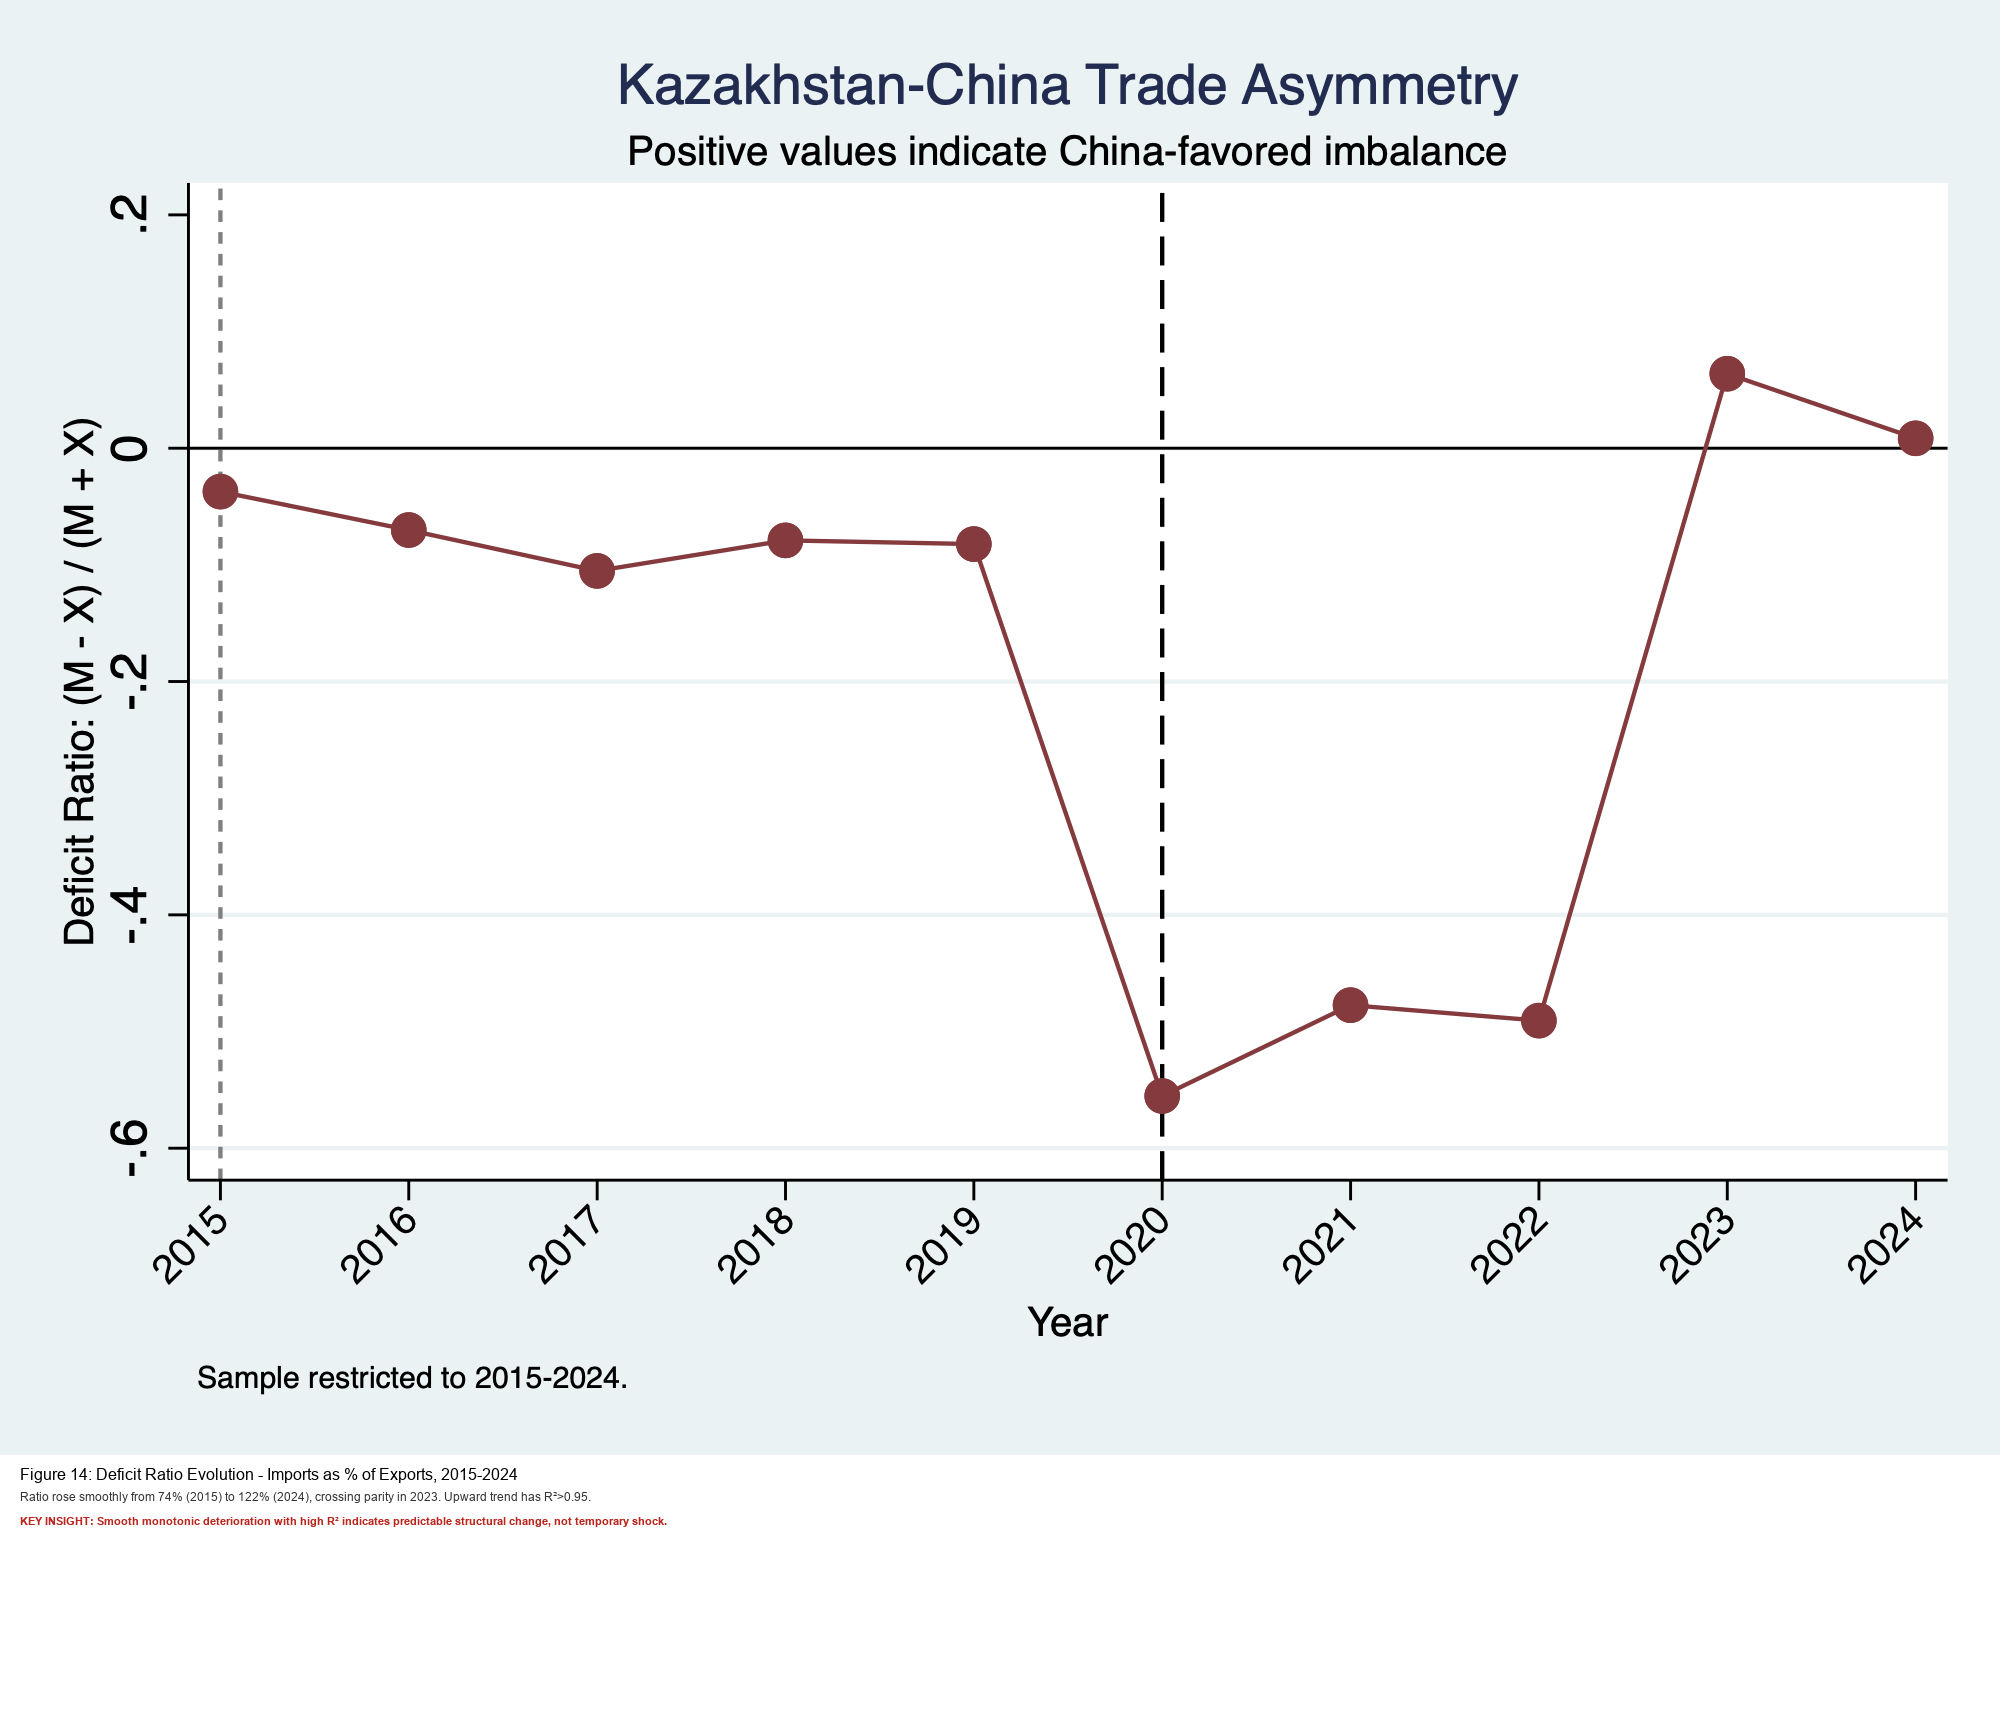 Kazakhstan-China Trade Asymmetry
Positive values indicate China-favored imbalance
Deficit Ratio: (M - X) / (M + X)
.2
0
-.2
-.4
-.6
2015
2016
2017
2018
2019
2020
2021
2022
2023
2024
Year
Sample restricted to 2015-2024.
Figure 14: Deficit Ratio Evolution - Imports as % of Exports, 2015-2024
Ratio rose smoothly from 74% (2015) to 122% (2024), crossing parity in 2023. Upward trend has R²>0.95.
KEY INSIGHT: Smooth monotonic deterioration with high R² indicates predictable structural change, not temporary shock.